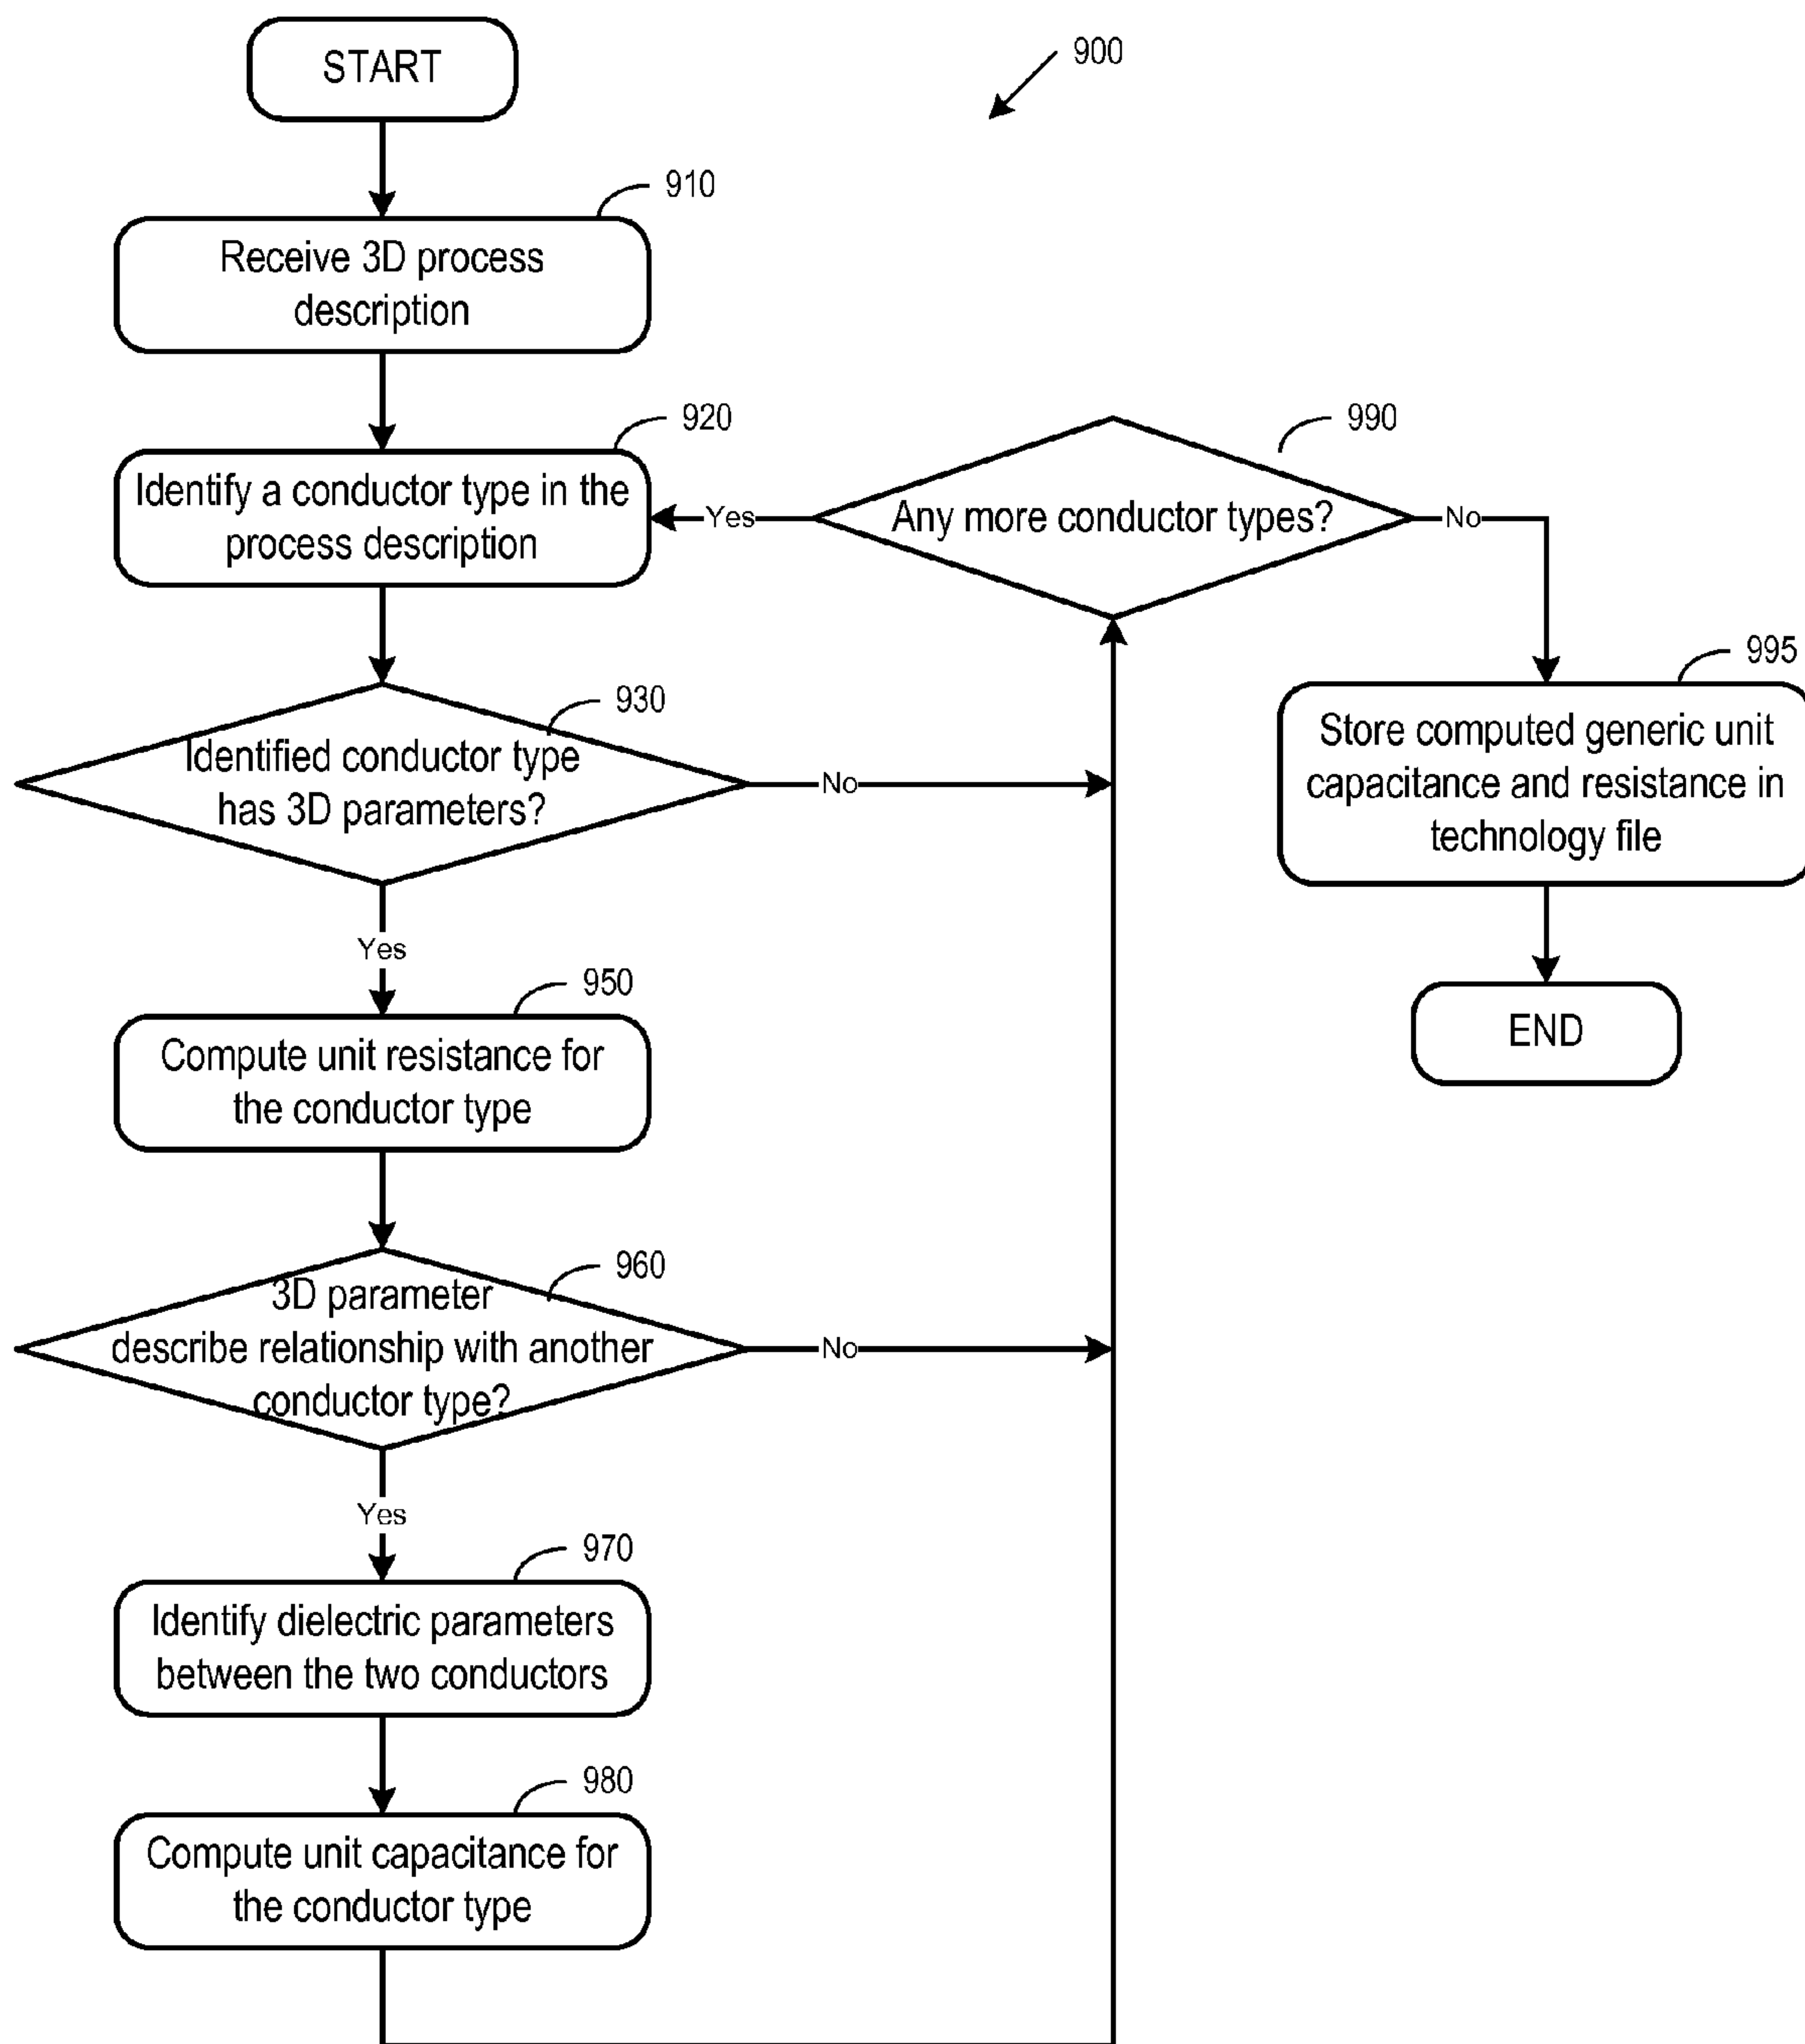 START
900
910
Receive 3D process
description
920
Identify a conductor type in the
process description
990
Any more conductor types?
Yes
No
930
Identified conductor type
has 3D parameters?
No
Yes
995
Store computed generic unit
capacitance and resistance in
technology file
950
Compute unit resistance for
the conductor type
END
960
3D parameter
describe relationship with another
conductor type?
No
Yes
970
Identify dielectric parameters
between the two conductors
980
Compute unit capacitance for
the conductor type